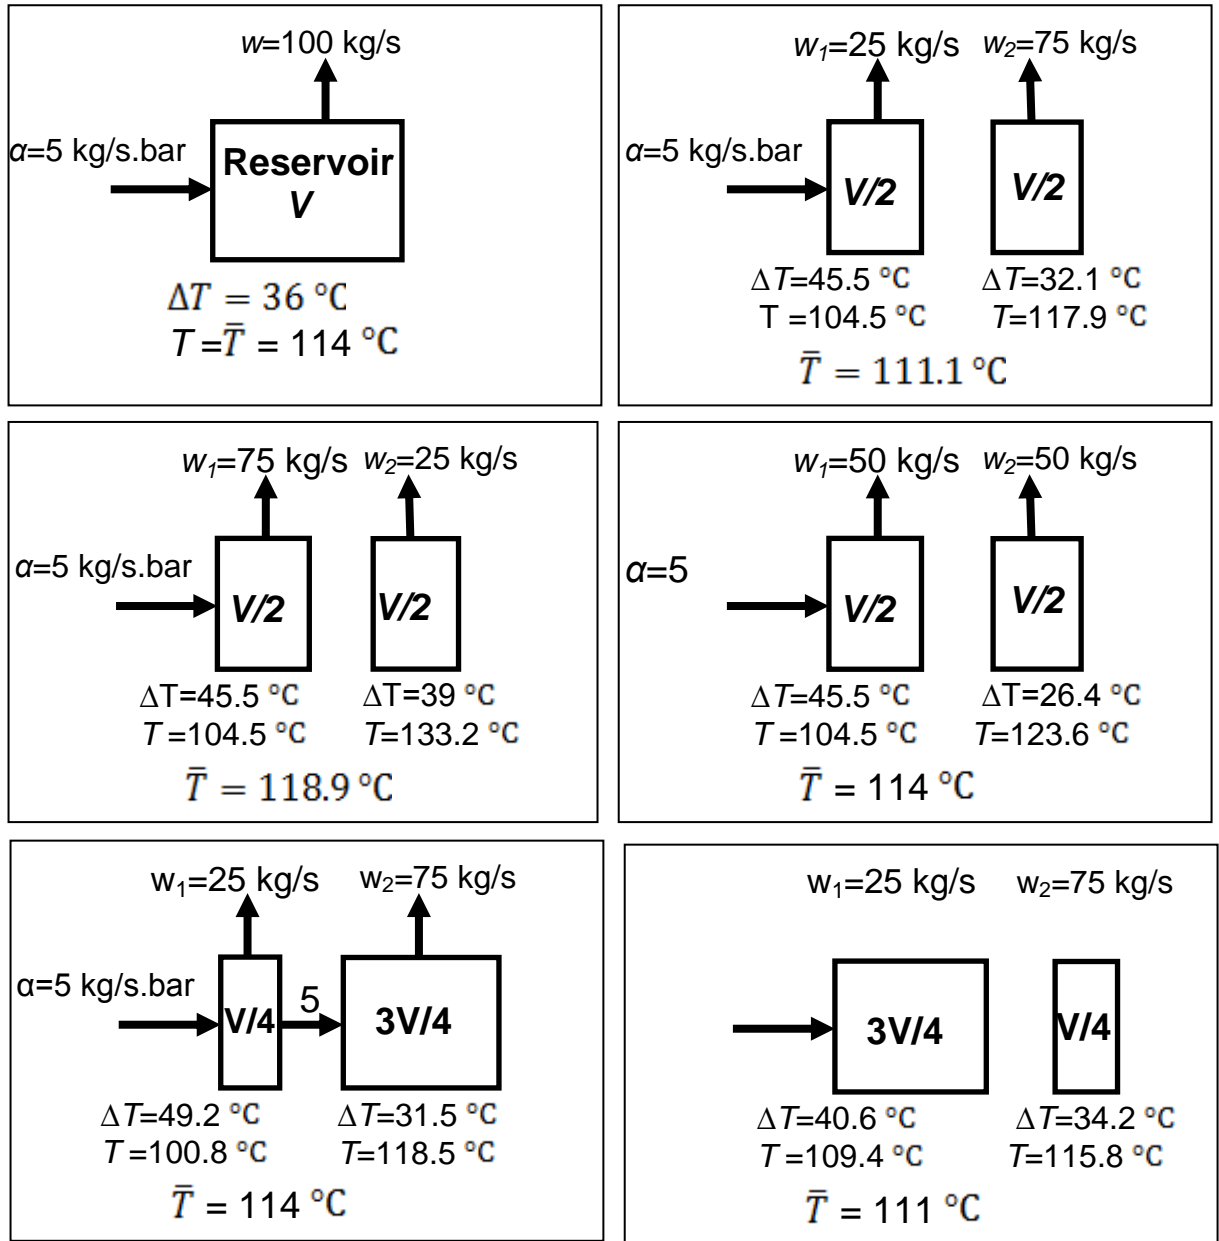 w=100 kg/s
α=5 kg/s.bar
Reservoir
V
ΔT = 36 °C
T =T̄ = 114 °C
w₁=25 kg/s w₂=75 kg/s
α=5 kg/s.bar
V/2 V/2
ΔT=45.5 °C ΔT=32.1 °C
T =104.5 °C T=117.9 °C
T̄ = 111.1 °C
w₁=75 kg/s w₂=25 kg/s
α=5 kg/s.bar
V/2 V/2
ΔT=45.5 °C ΔT=39 °C
T =104.5 °C T=133.2 °C
T̄ = 118.9 °C
w₁=50 kg/s w₂=50 kg/s
α=5
V/2 V/2
ΔT=45.5 °C ΔT=26.4 °C
T =104.5 °C T=123.6 °C
T̄ = 114 °C
w₁=25 kg/s w₂=75 kg/s
α=5 kg/s.bar
V/4 5 3V/4
ΔT=49.2 °C ΔT=31.5 °C
T =100.8 °C T=118.5 °C
T̄ = 114 °C
w₁=25 kg/s w₂=75 kg/s
3V/4 V/4
ΔT=40.6 °C ΔT=34.2 °C
T =109.4 °C T=115.8 °C
T̄ = 111 °C